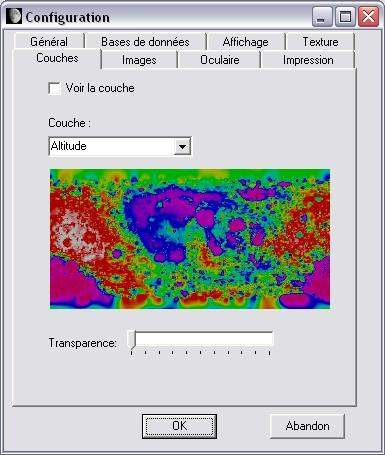 Configuration
Général Bases de données Affichage Texture
Couches Images Oculaire Impression
Voir la couche
Couche :
Altitude
Transparence:
OK Abandon